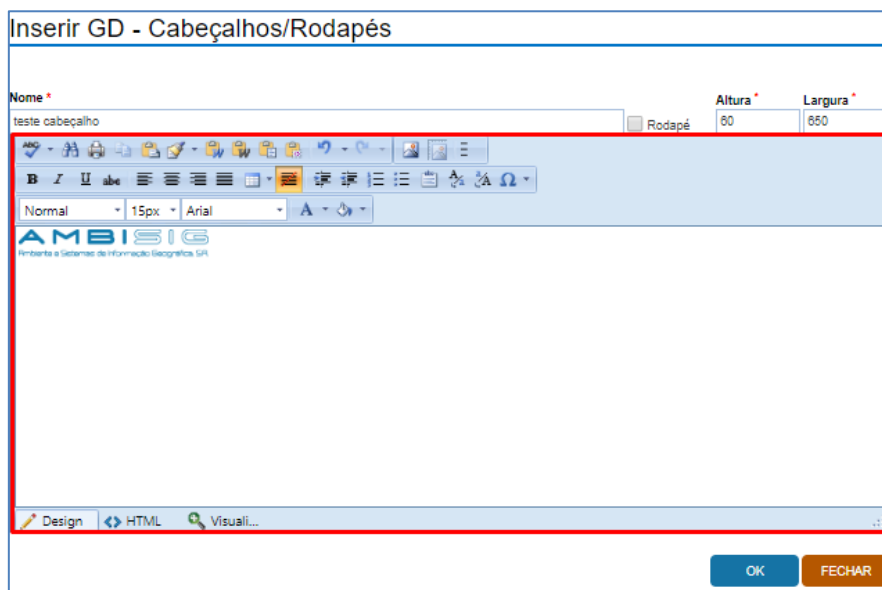 Inserir GD - Cabeçalhos/Rodapés
Nome * Altura * Largura *
teste cabeçalho Rodapé 60 650
B I U abc
Normal 15px Arial A
AMBISIG
Ambiente e Sistemas de Informação Geográfica, SA
Design HTML Visuali...
OK FECHAR